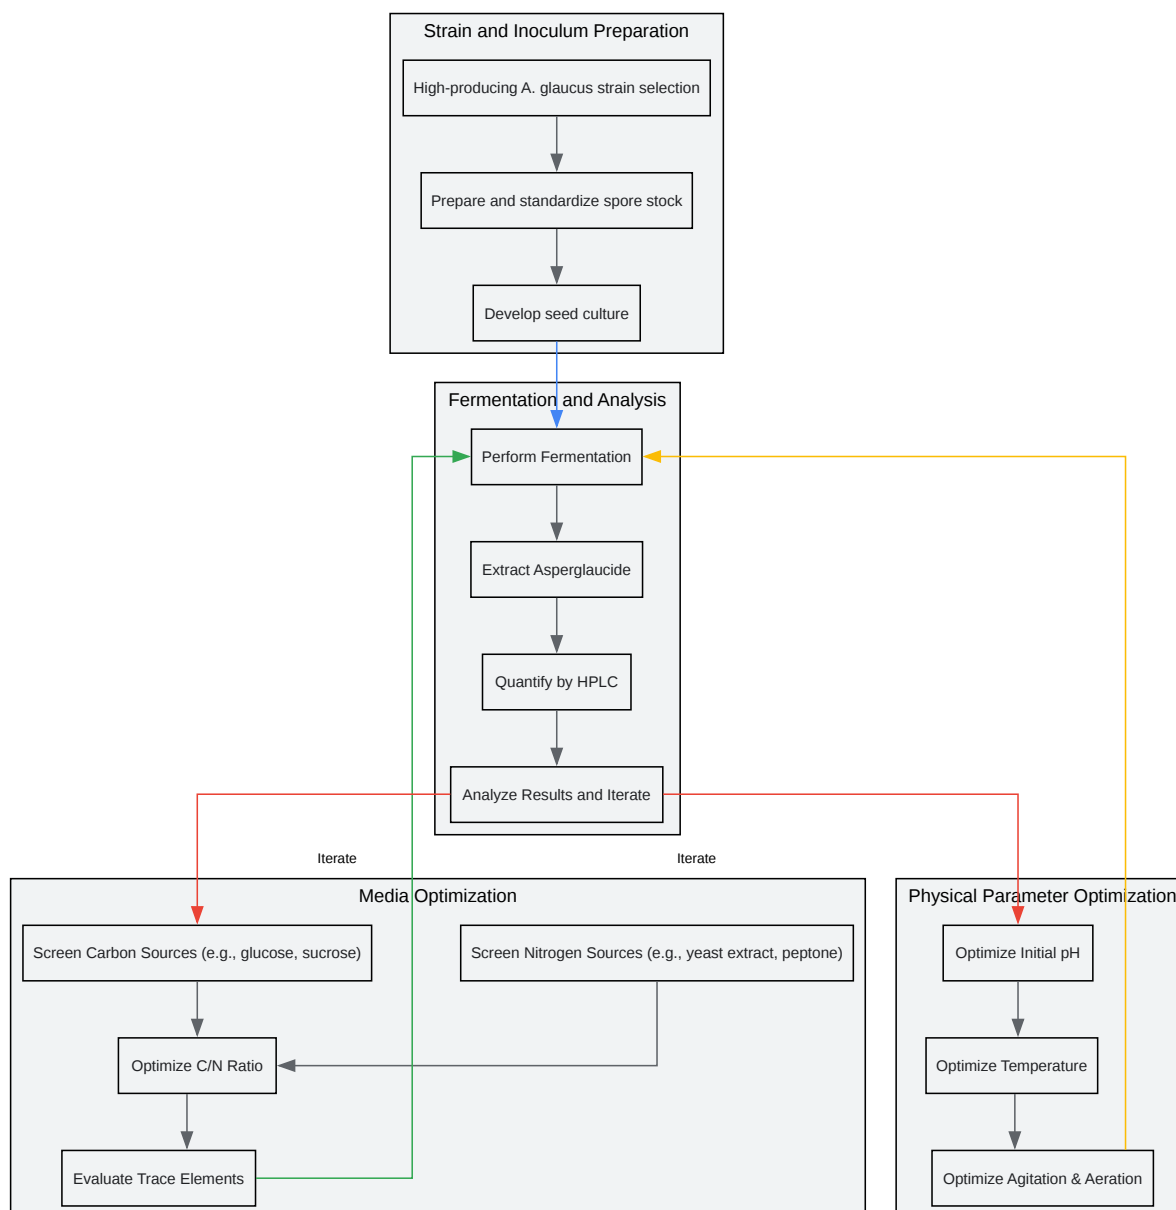 Strain and Inoculum Preparation
High-producing A. glaucus strain selection
Prepare and standardize spore stock
Develop seed culture
Fermentation and Analysis
Perform Fermentation
Extract Asperglaucide
Quantify by HPLC
Analyze Results and Iterate
Iterate
Iterate
Media Optimization
Screen Carbon Sources (e.g., glucose, sucrose)
Screen Nitrogen Sources (e.g., yeast extract, peptone)
Optimize C/N Ratio
Evaluate Trace Elements
Physical Parameter Optimization
Optimize Initial pH
Optimize Temperature
Optimize Agitation & Aeration